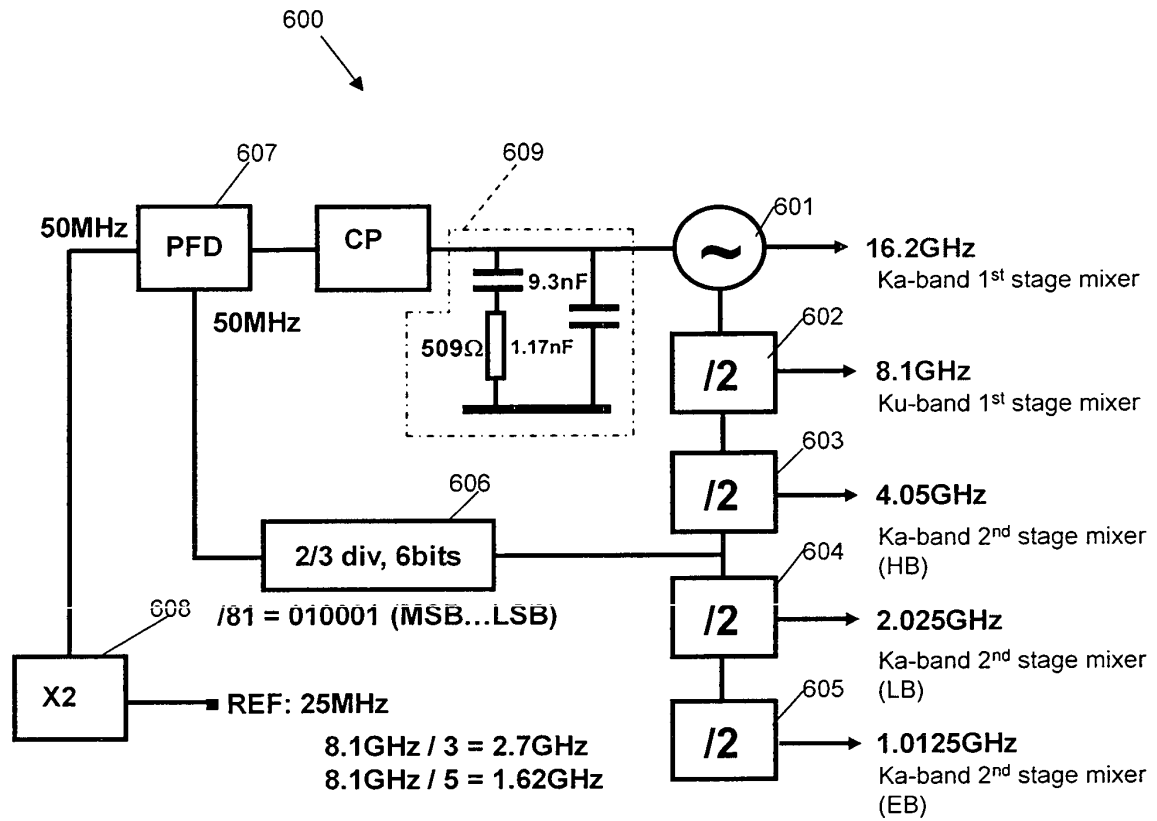 600
607
609
601
50MHz
PFD
CP
~
16.2GHz
Ka-band 1st stage mixer
9.3nF
50MHz
509Ω
1.17nF
602
/2
8.1GHz
Ku-band 1st stage mixer
603
/2
4.05GHz
Ka-band 2nd stage mixer
(HB)
606
2/3 div, 6bits
/81 = 010001 (MSB...LSB)
604
/2
2.025GHz
Ka-band 2nd stage mixer
(LB)
608
X2
REF: 25MHz
8.1GHz / 3 = 2.7GHz
8.1GHz / 5 = 1.62GHz
605
/2
1.0125GHz
Ka-band 2nd stage mixer
(EB)